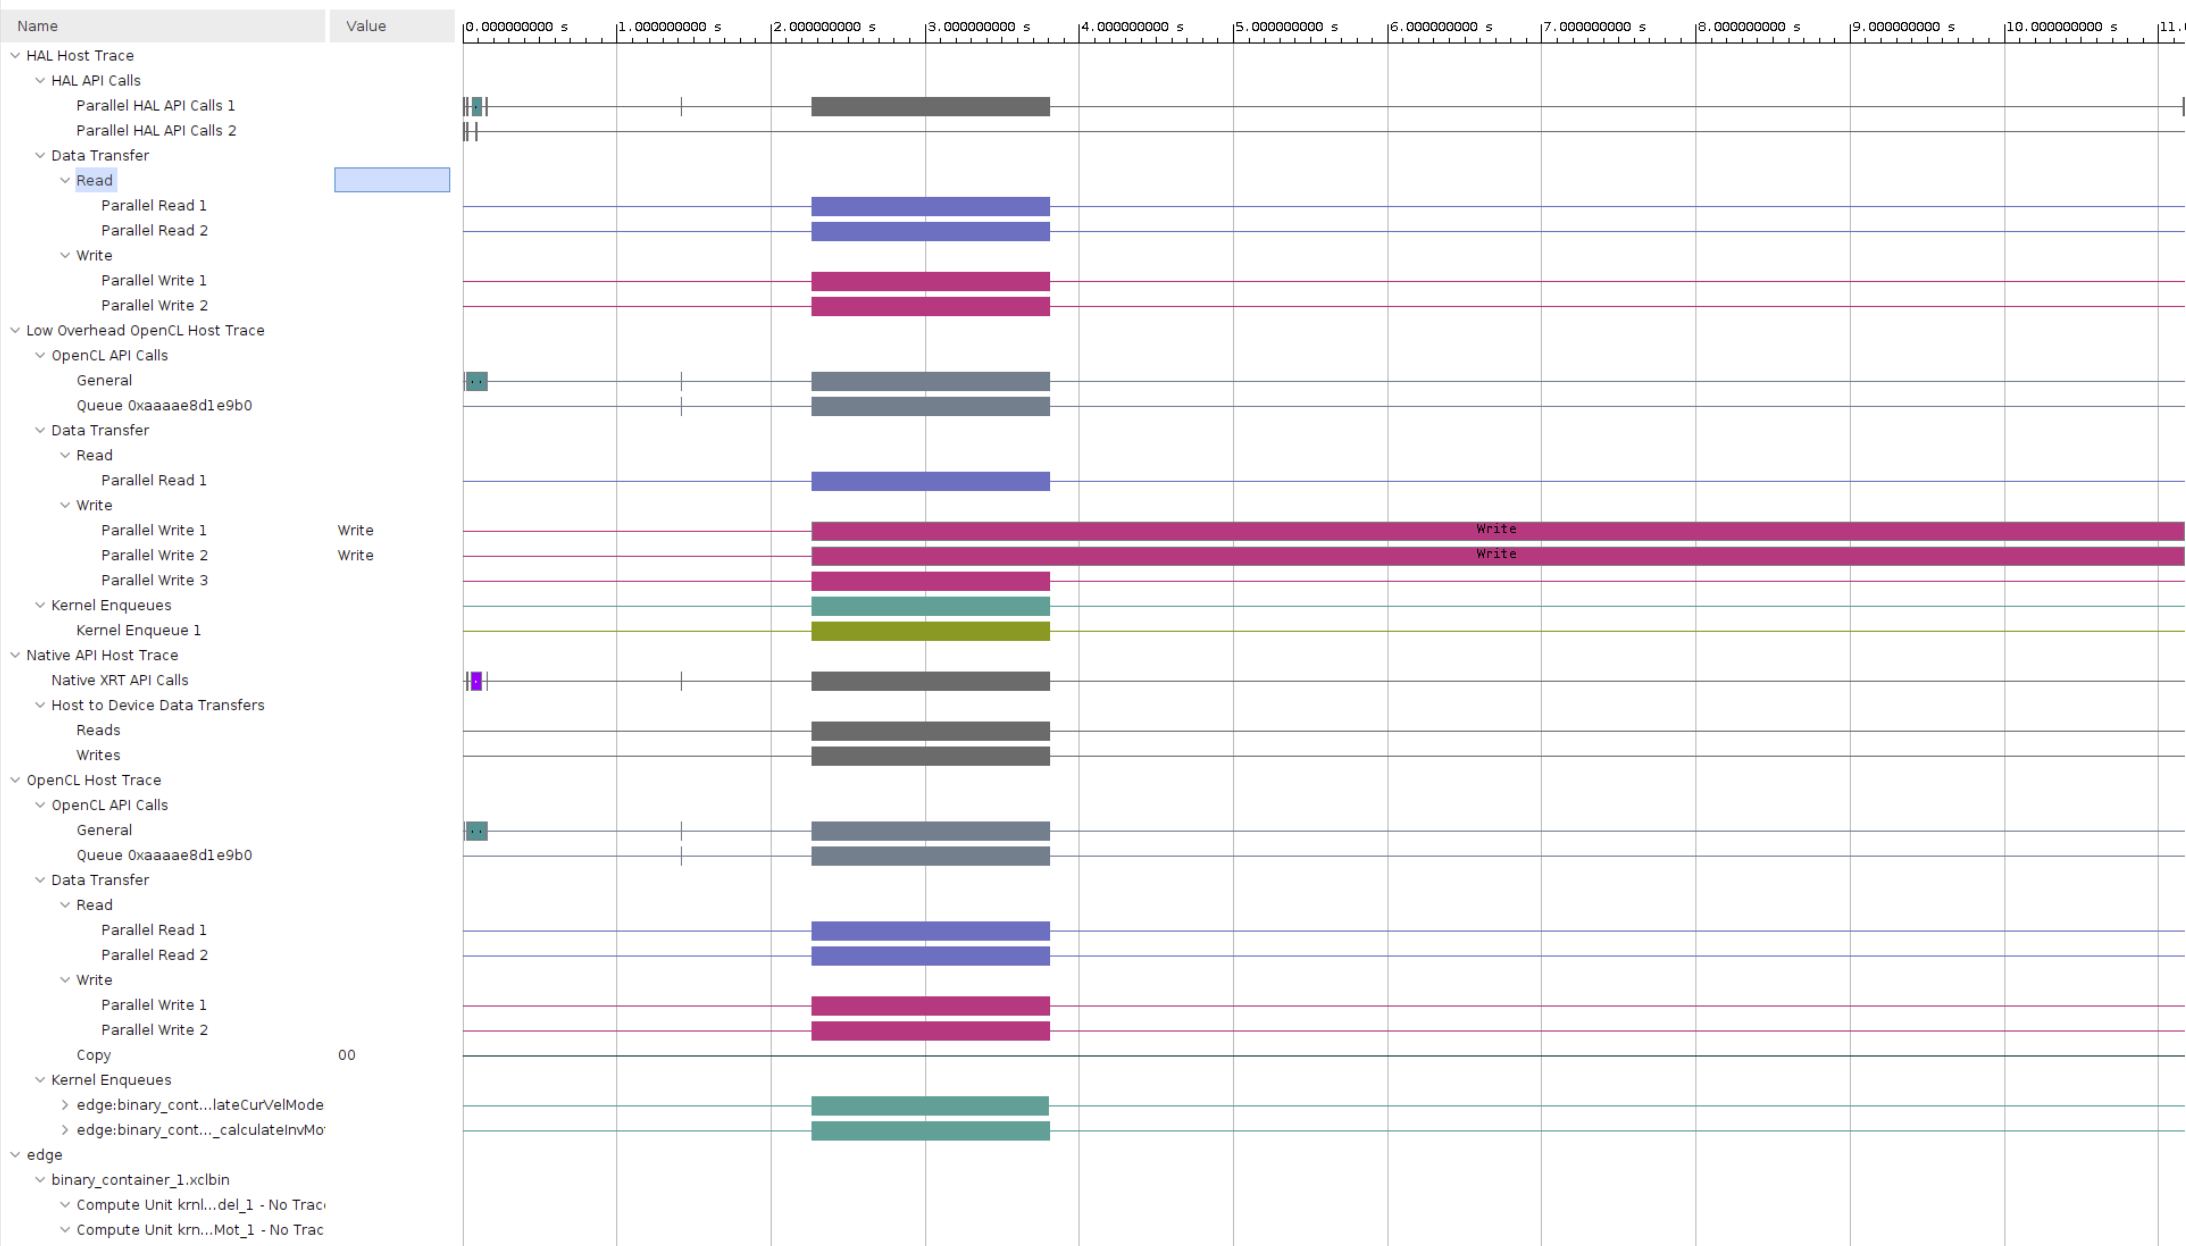 Name Value 0.000000000 s 1.000000000 s 2.000000000 s 3.000000000 s 4.000000000 s 5.000000000 s 6.000000000 s 7.000000000 s 8.000000000 s 9.000000000 s 10.000000000 s 11.
HAL Host Trace
HAL API Calls
Parallel HAL API Calls 1
Parallel HAL API Calls 2
Data Transfer
Read
Parallel Read 1
Parallel Read 2
Write
Parallel Write 1
Parallel Write 2
Low Overhead OpenCL Host Trace
OpenCL API Calls
General
Queue 0xaaaae8d1e9b0
Data Transfer
Read
Parallel Read 1
Write
Parallel Write 1 Write Write
Parallel Write 2 Write Write
Parallel Write 3
Kernel Enqueues
Kernel Enqueue 1
Native API Host Trace
Native XRT API Calls
Host to Device Data Transfers
Reads
Writes
OpenCL Host Trace
OpenCL API Calls
General
Queue 0xaaaae8d1e9b0
Data Transfer
Read
Parallel Read 1
Parallel Read 2
Write
Parallel Write 1
Parallel Write 2
Copy 00
Kernel Enqueues
edge:binary_cont...lateCurVelMode
edge:binary_cont..._calculateInvMo
edge
binary_container_1.xclbin
Compute Unit krnl...del_1 - No Trac
Compute Unit krn...Mot_1 - No Trac